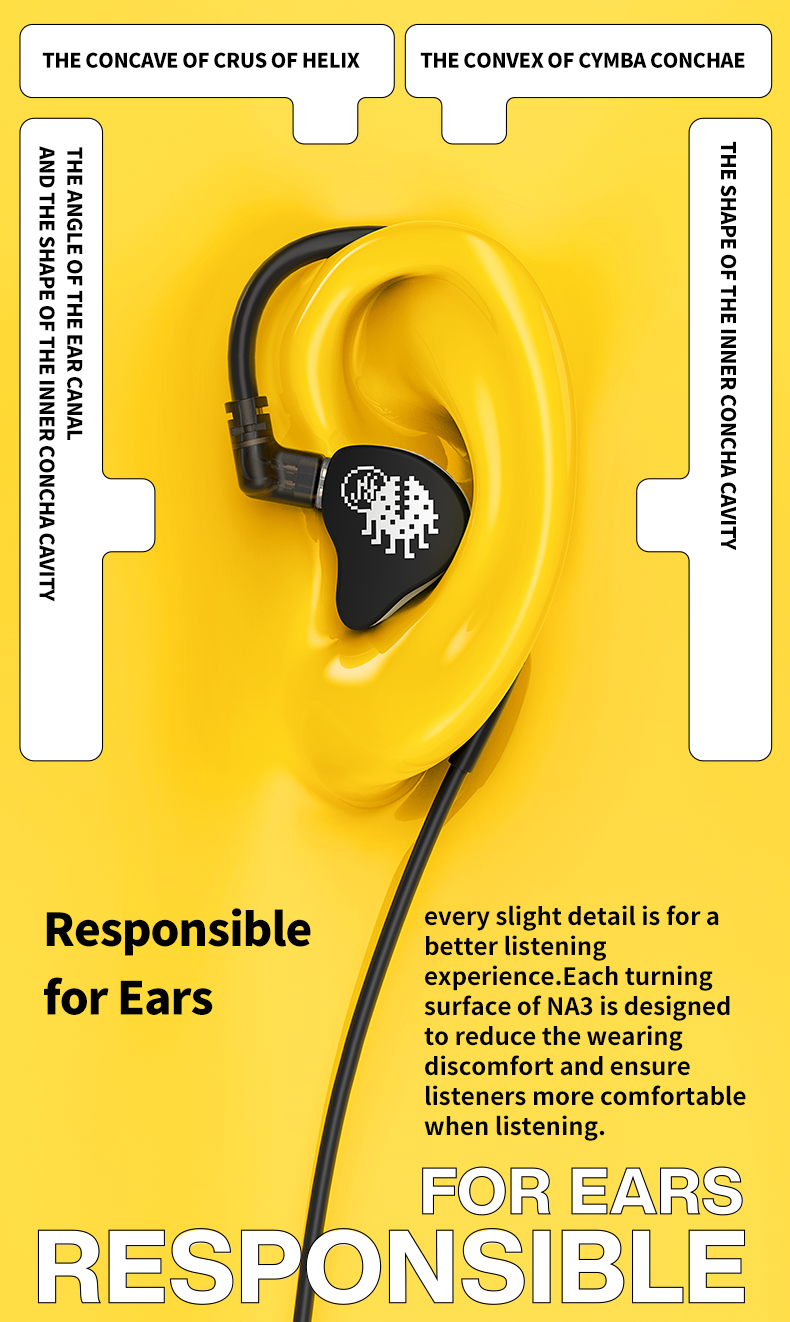 THE CONCAVE OF CRUS OF HELIX
THE CONVEX OF CYMBA CONCHAE
THE ANGLE OF THE EAR CANAL
AND THE SHAPE OF THE INNER CONCHA CAVITY
THE SHAPE OF THE INNER CONCHA CAVITY
Responsible
for Ears
every slight detail is for a
better listening
experience.Each turning
surface of NA3 is designed
to reduce the wearing
discomfort and ensure
listeners more comfortable
when listening.
FOR EARS
RESPONSIBLE